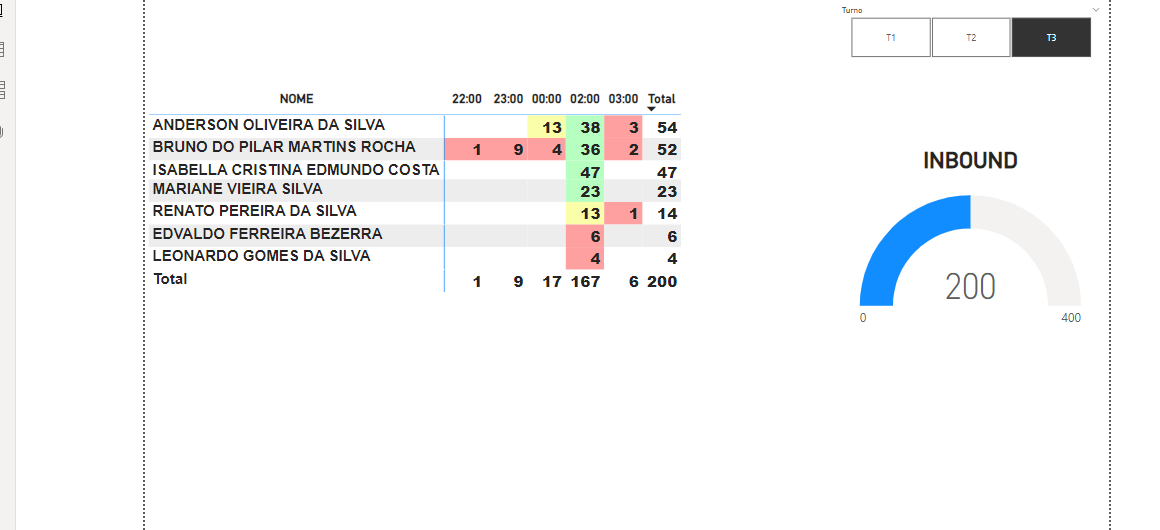 Turno
T1 T2 T3
NOME 22:00 23:00 00:00 02:00 03:00 Total
ANDERSON OLIVEIRA DA SILVA 13 38 3 54
BRUNO DO PILAR MARTINS ROCHA 1 9 4 36 2 52
ISABELLA CRISTINA EDMUNDO COSTA 47 47
MARIANE VIEIRA SILVA 23 23
RENATO PEREIRA DA SILVA 13 1 14
EDVALDO FERREIRA BEZERRA 6 6
LEONARDO GOMES DA SILVA 4 4
Total 1 9 17 167 6 200
INBOUND
200
0 400